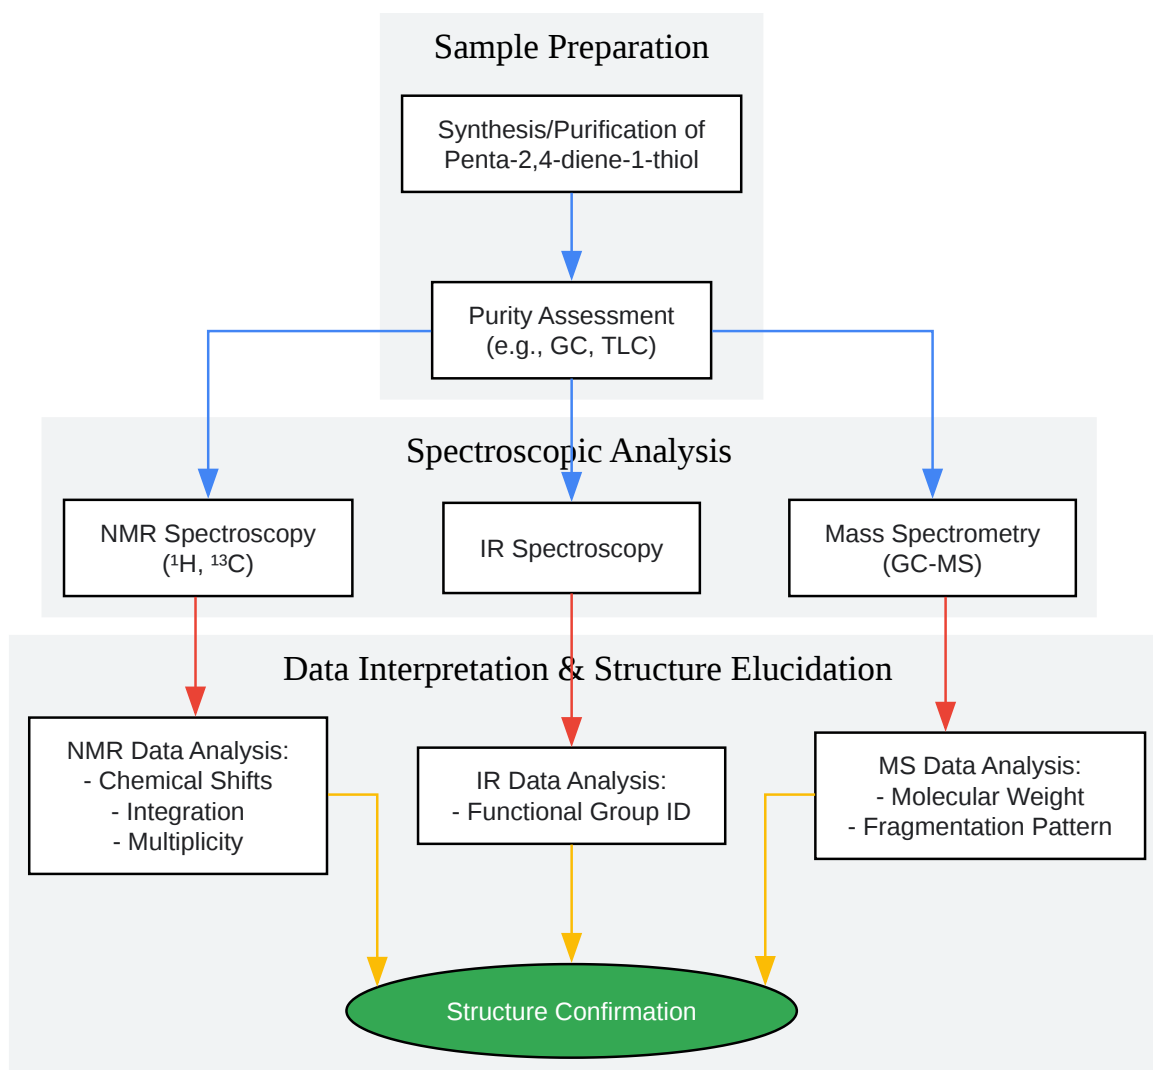 Sample Preparation
Synthesis/Purification of
Penta-2,4-diene-1-thiol
Purity Assessment
(e.g., GC, TLC)
Spectroscopic Analysis
NMR Spectroscopy
(¹H, ¹³C)
IR Spectroscopy
Mass Spectrometry
(GC-MS)
Data Interpretation & Structure Elucidation
NMR Data Analysis:
- Chemical Shifts
- Integration
- Multiplicity
IR Data Analysis:
- Functional Group ID
MS Data Analysis:
- Molecular Weight
- Fragmentation Pattern
Structure Confirmation